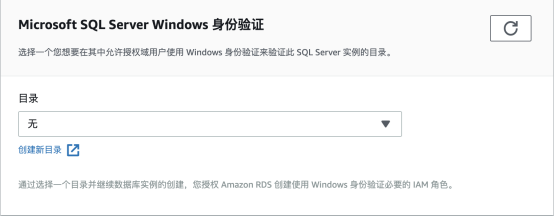 Microsoft SQL Server Windows 身份验证
选择一个您想要在其中允许授权域用户使用 Windows 身份验证来验证此 SQL Server 实例的目录。
目录
无
创建新目录
通过选择一个目录并继续数据库实例的创建，您授权 Amazon RDS 创建使用 Windows 身份验证必要的 IAM 角色。